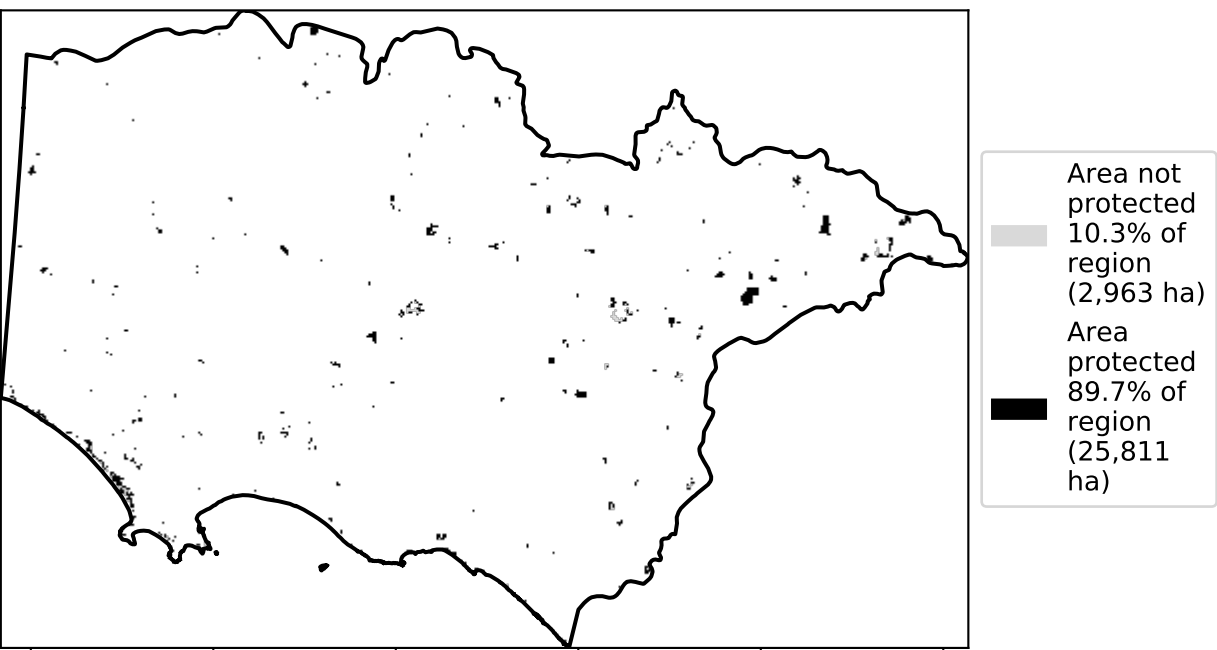 Area not
protected
10.3% of
region
(2,963 ha)
Area
protected
89.7% of
region
(25,811
ha)